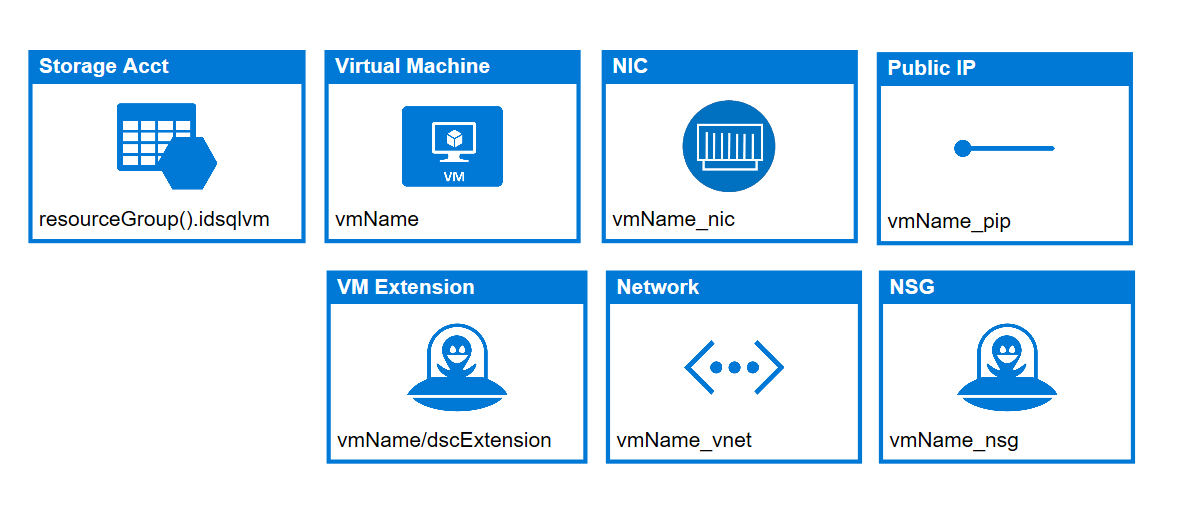 Storage Acct
resourceGroup().idsqlvm
Virtual Machine
VM
vmName
NIC
vmName_nic
Public IP
vmName_pip
VM Extension
vmName/dscExtension
Network
vmName_vnet
NSG
vmName_nsg